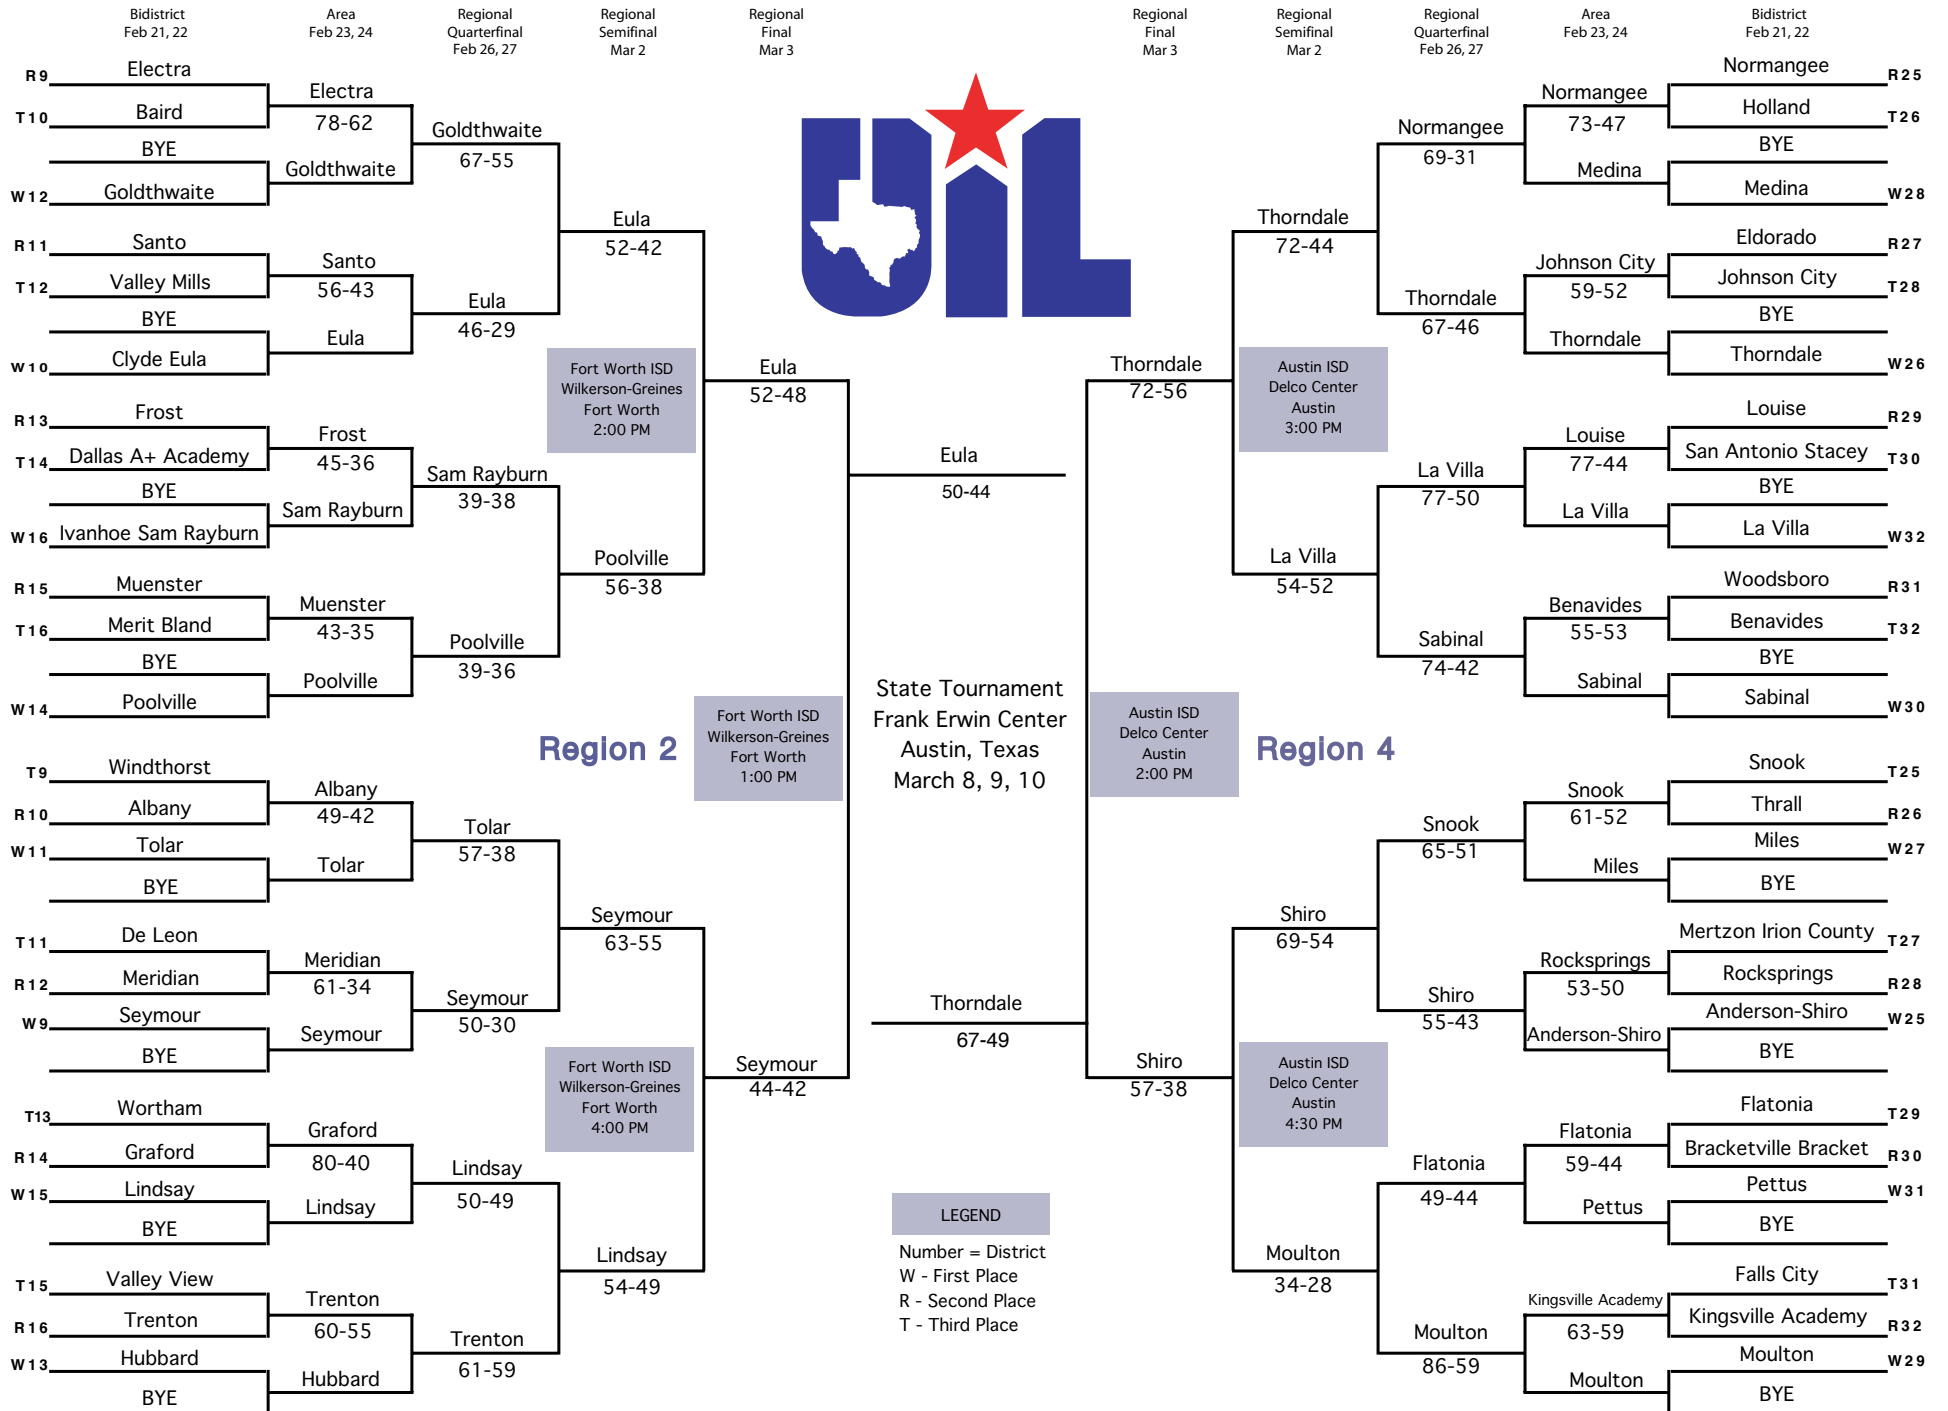 Bidistrict
Feb 21, 22
Area
Feb 23, 24
Regional
Quarterfinal
Feb 26, 27
Regional
Semifinal
Mar 2
Regional
Final
Mar 3
Regional
Final
Mar 3
Regional
Semifinal
Mar 2
Regional
Quarterfinal
Feb 26, 27
Area
Feb 23, 24
Bidistrict
Feb 21, 22
R9 Electra
T10 Baird
BYE
W12 Goldthwaite
R11 Santo
T12 Valley Mills
BYE
W10 Clyde Eula
R13 Frost
T14 Dallas A+ Academy
BYE
W16 Ivanhoe Sam Rayburn
R15 Muenster
T16 Merit Bland
BYE
W14 Poolville
T9 Windthorst
R10 Albany
W11 Tolar
BYE
T11 De Leon
R12 Meridian
W9 Seymour
BYE
T13 Wortham
R14 Graford
W15 Lindsay
BYE
T15 Valley View
R16 Trenton
W13 Hubbard
BYE
Electra
78-62
Goldthwaite
Santo
56-43
Eula
Frost
45-36
Sam Rayburn
Muenster
43-35
Poolville
Albany
49-42
Tolar
Meridian
61-34
Seymour
Graford
80-40
Lindsay
Trenton
60-55
Hubbard
Goldthwaite
67-55
Eula
46-29
Sam Rayburn
39-38
Poolville
39-36
Tolar
57-38
Seymour
50-30
Lindsay
50-49
Trenton
61-59
Eula
52-42
Fort Worth ISD
Wilkerson-Greines
Fort Worth
2:00 PM
Poolville
56-38
Region 2
Seymour
63-55
Fort Worth ISD
Wilkerson-Greines
Fort Worth
4:00 PM
Lindsay
54-49
Eula
52-48
Fort Worth ISD
Wilkerson-Greines
Fort Worth
1:00 PM
Seymour
44-42
UIL
Eula
50-44
State Tournament
Frank Erwin Center
Austin, Texas
March 8, 9, 10
Thorndale
67-49
LEGEND
Number = District
W - First Place
R - Second Place
T - Third Place
Thorndale
72-56
Austin ISD
Delco Center
Austin
2:00 PM
Shiro
57-38
Thorndale
72-44
Austin ISD
Delco Center
Austin
3:00 PM
La Villa
54-52
Region 4
Shiro
69-54
Austin ISD
Delco Center
Austin
4:30 PM
Moulton
34-28
Normangee
69-31
Thorndale
67-46
La Villa
77-50
Sabinal
74-42
Snook
65-51
Shiro
55-43
Flatonia
49-44
Moulton
86-59
Normangee
73-47
Medina
Johnson City
59-52
Thorndale
Louise
77-44
La Villa
Benavides
55-53
Sabinal
Snook
61-52
Miles
Rocksprings
53-50
Anderson-Shiro
Flatonia
59-44
Pettus
Kingsville Academy
63-59
Moulton
Normangee R25
Holland T26
BYE
Medina W28
Eldorado R27
Johnson City T28
BYE
Thorndale W26
Louise R29
San Antonio Stacey T30
BYE
La Villa W32
Woodsboro R31
Benavides T32
BYE
Sabinal W30
Snook T25
Thrall R26
Miles W27
BYE
Mertzon Irion County T27
Rocksprings R28
Anderson-Shiro W25
BYE
Flatonia T29
Bracketville Bracket R30
Pettus W31
BYE
Falls City T31
Kingsville Academy R32
Moulton W29
BYE